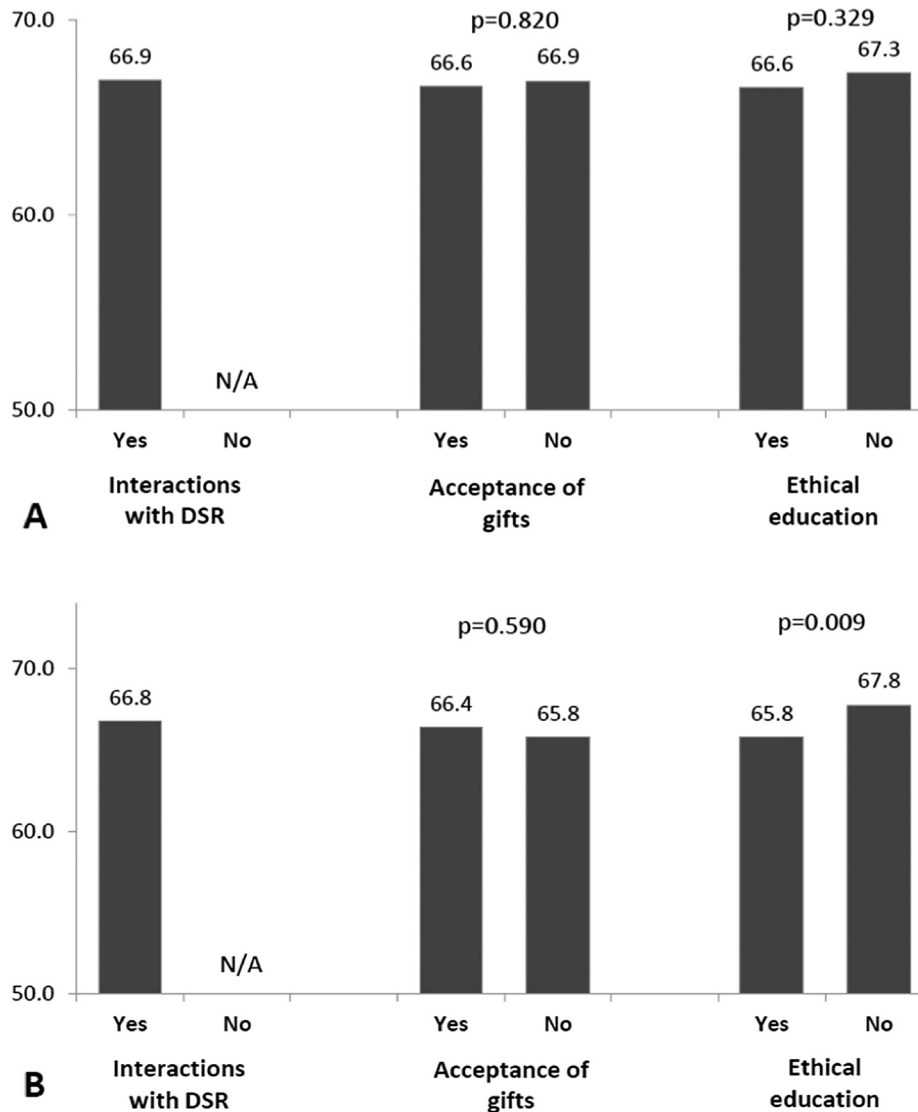 70.0
p=0.820
p=0.329
66.9
66.6
66.9
66.6
67.3
60.0
N/A
50.0
Yes No Yes No Yes No
Interactions with DSR
Acceptance of gifts
Ethical education
A
p=0.590
p=0.009
70.0
66.8
66.4
65.8
65.8
67.8
60.0
N/A
50.0
Yes No Yes No Yes No
Interactions with DSR
Acceptance of gifts
Ethical education
B